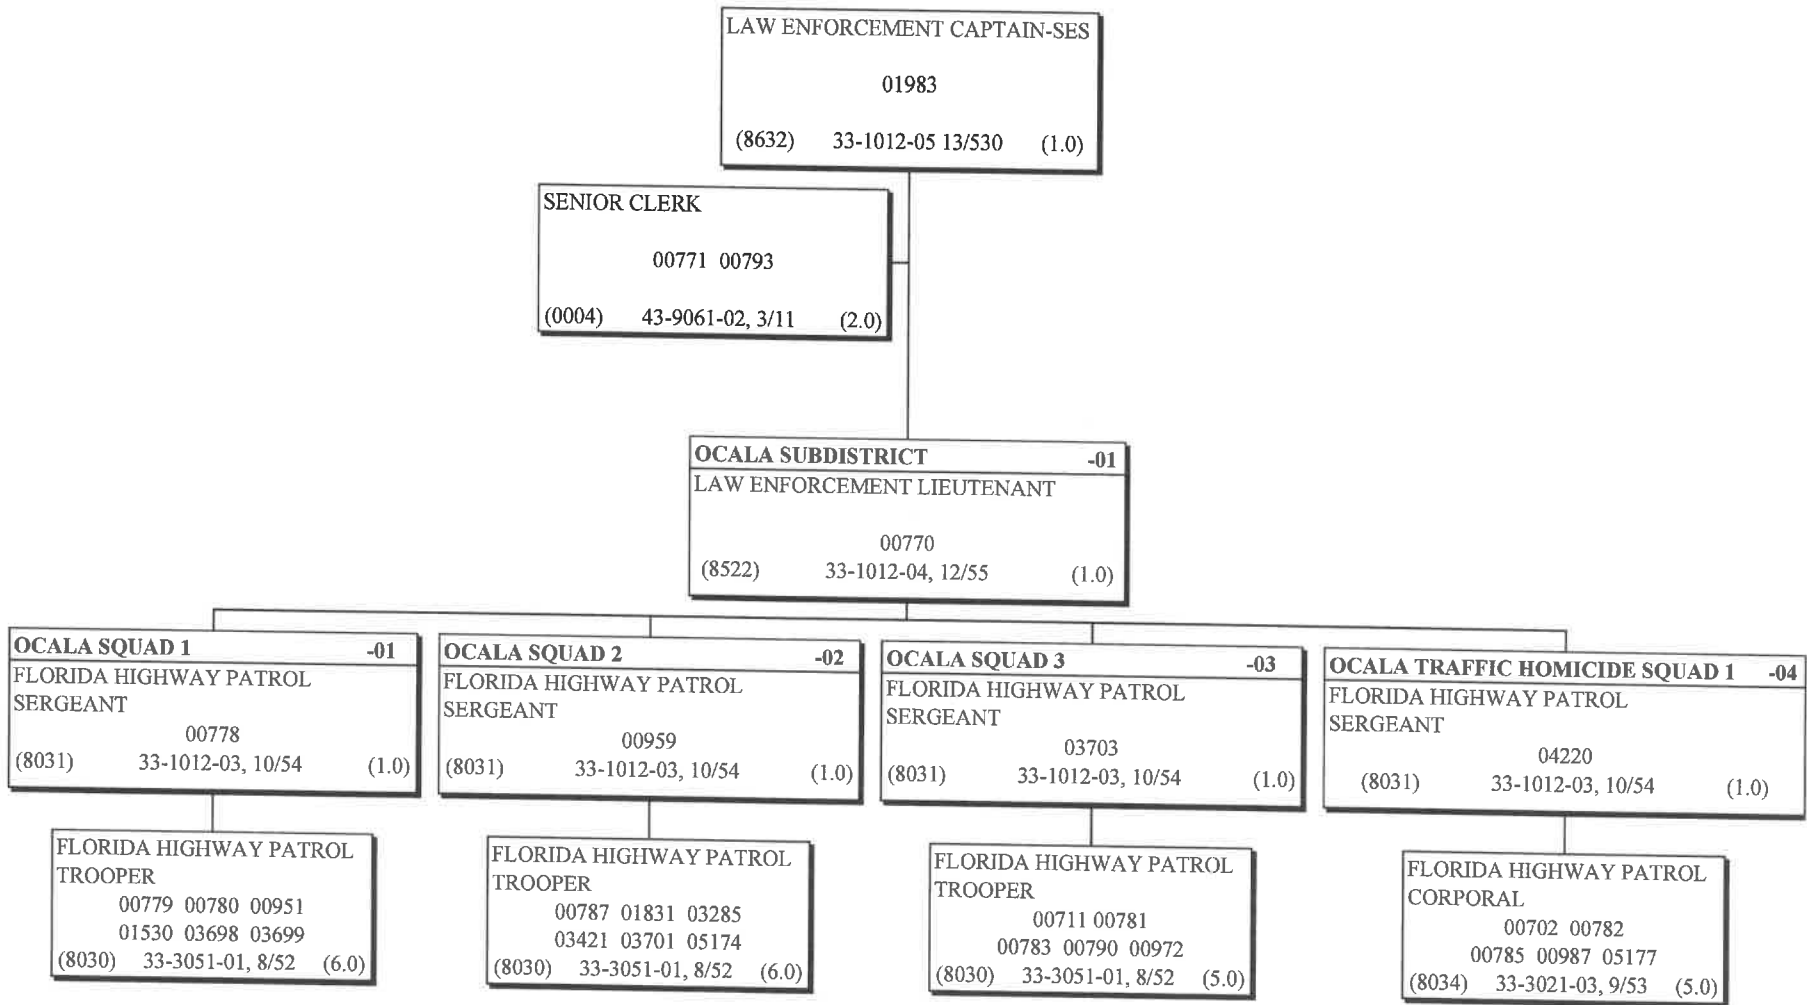 LAW ENFORCEMENT CAPTAIN-SES
01983
(8632) 33-1012-05 13/530 (1.0)
SENIOR CLERK
00771 00793
(0004) 43-9061-02, 3/11 (2.0)
OCALA SUBDISTRICT -01
LAW ENFORCEMENT LIEUTENANT
00770
(8522) 33-1012-04, 12/55 (1.0)
OCALA SQUAD 1 -01
FLORIDA HIGHWAY PATROL
SERGEANT
00778
(8031) 33-1012-03, 10/54 (1.0)
OCALA SQUAD 2 -02
FLORIDA HIGHWAY PATROL
SERGEANT
00959
(8031) 33-1012-03, 10/54 (1.0)
OCALA SQUAD 3 -03
FLORIDA HIGHWAY PATROL
SERGEANT
03703
(8031) 33-1012-03, 10/54 (1.0)
OCALA TRAFFIC HOMICIDE SQUAD 1 -04
FLORIDA HIGHWAY PATROL
SERGEANT
04220
(8031) 33-1012-03, 10/54 (1.0)
FLORIDA HIGHWAY PATROL
TROOPER
00779 00780 00951
01530 03698 03699
(8030) 33-3051-01, 8/52 (6.0)
FLORIDA HIGHWAY PATROL
TROOPER
00787 01831 03285
03421 03701 05174
(8030) 33-3051-01, 8/52 (6.0)
FLORIDA HIGHWAY PATROL
TROOPER
00711 00781
00783 00790 00972
(8030) 33-3051-01, 8/52 (5.0)
FLORIDA HIGHWAY PATROL
CORPORAL
00702 00782
00785 00987 05177
(8034) 33-3021-03, 9/53 (5.0)